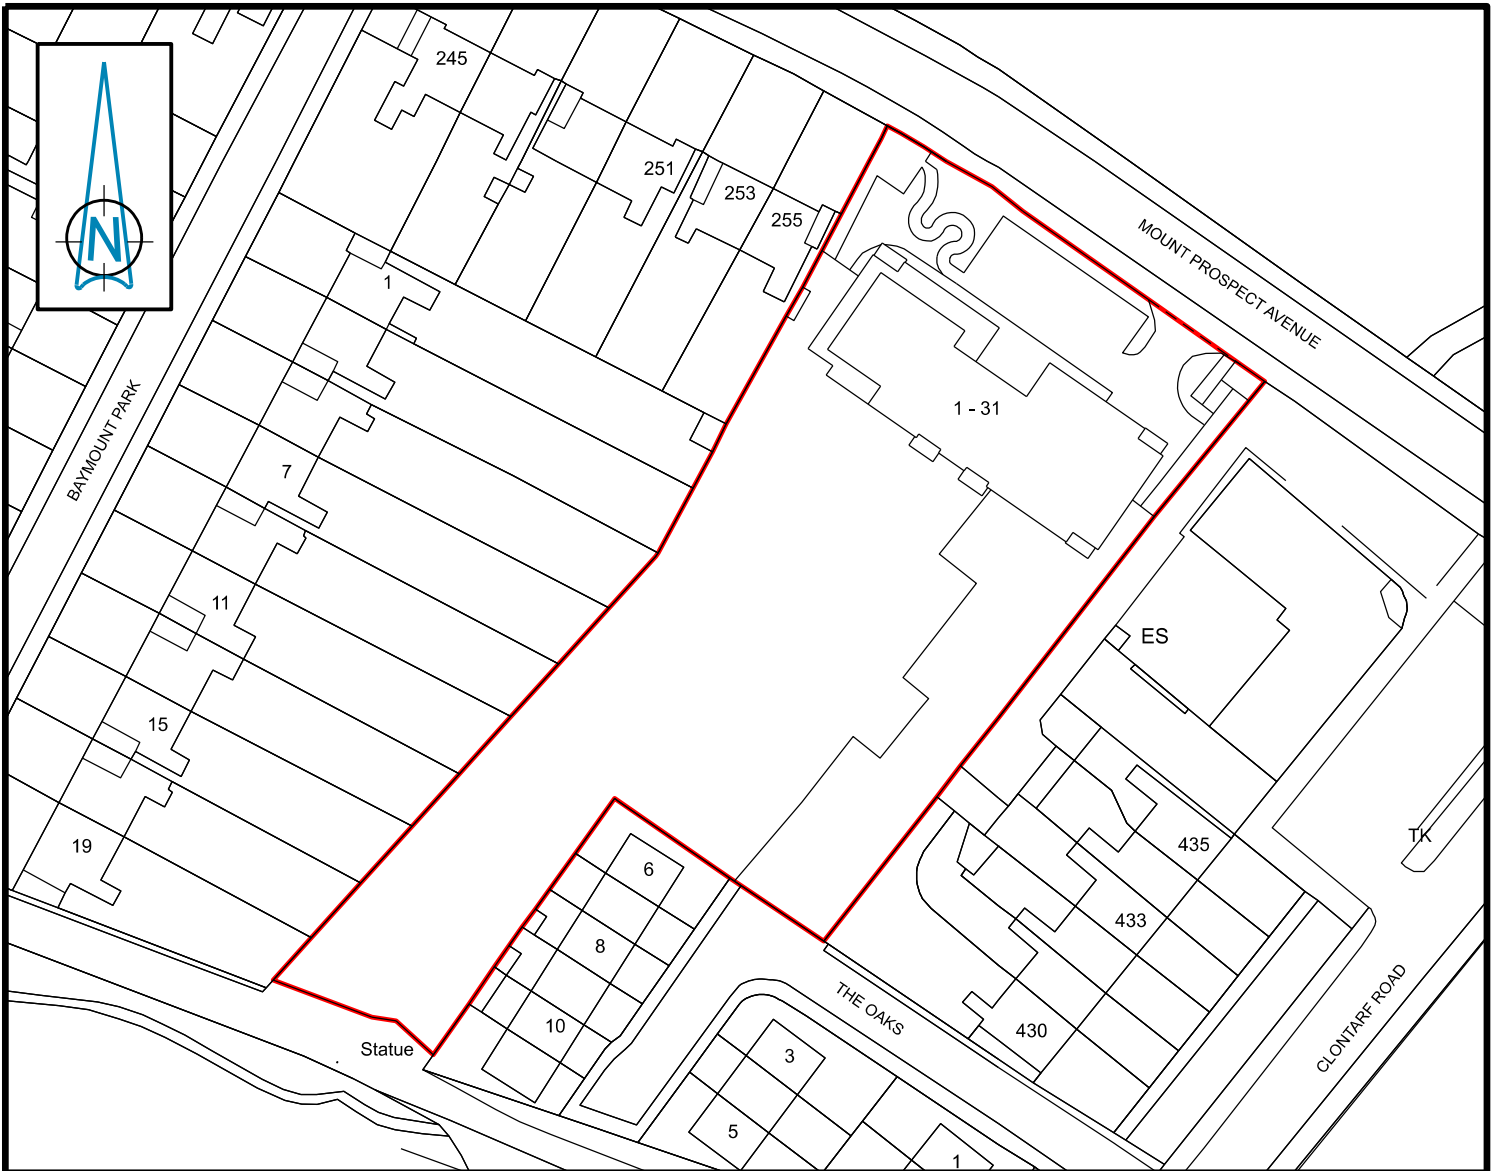 245
N
251
253
255
MOUNT PROSPECT AVENUE
1
1 - 31
BAYMOUNT PARK
7
11
ES
15
19
435
TK
6
433
8
THE OAKS
CLONTARF ROAD
10
430
Statue
3
5
1